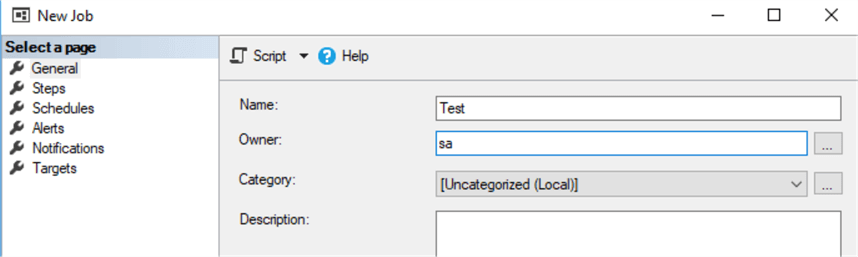 New Job
Select a page
General
Steps
Schedules
Alerts
Notifications
Targets
Script Help
Name: Test
Owner: sa ...
Category: [Uncategorized (Local)] ...
Description: